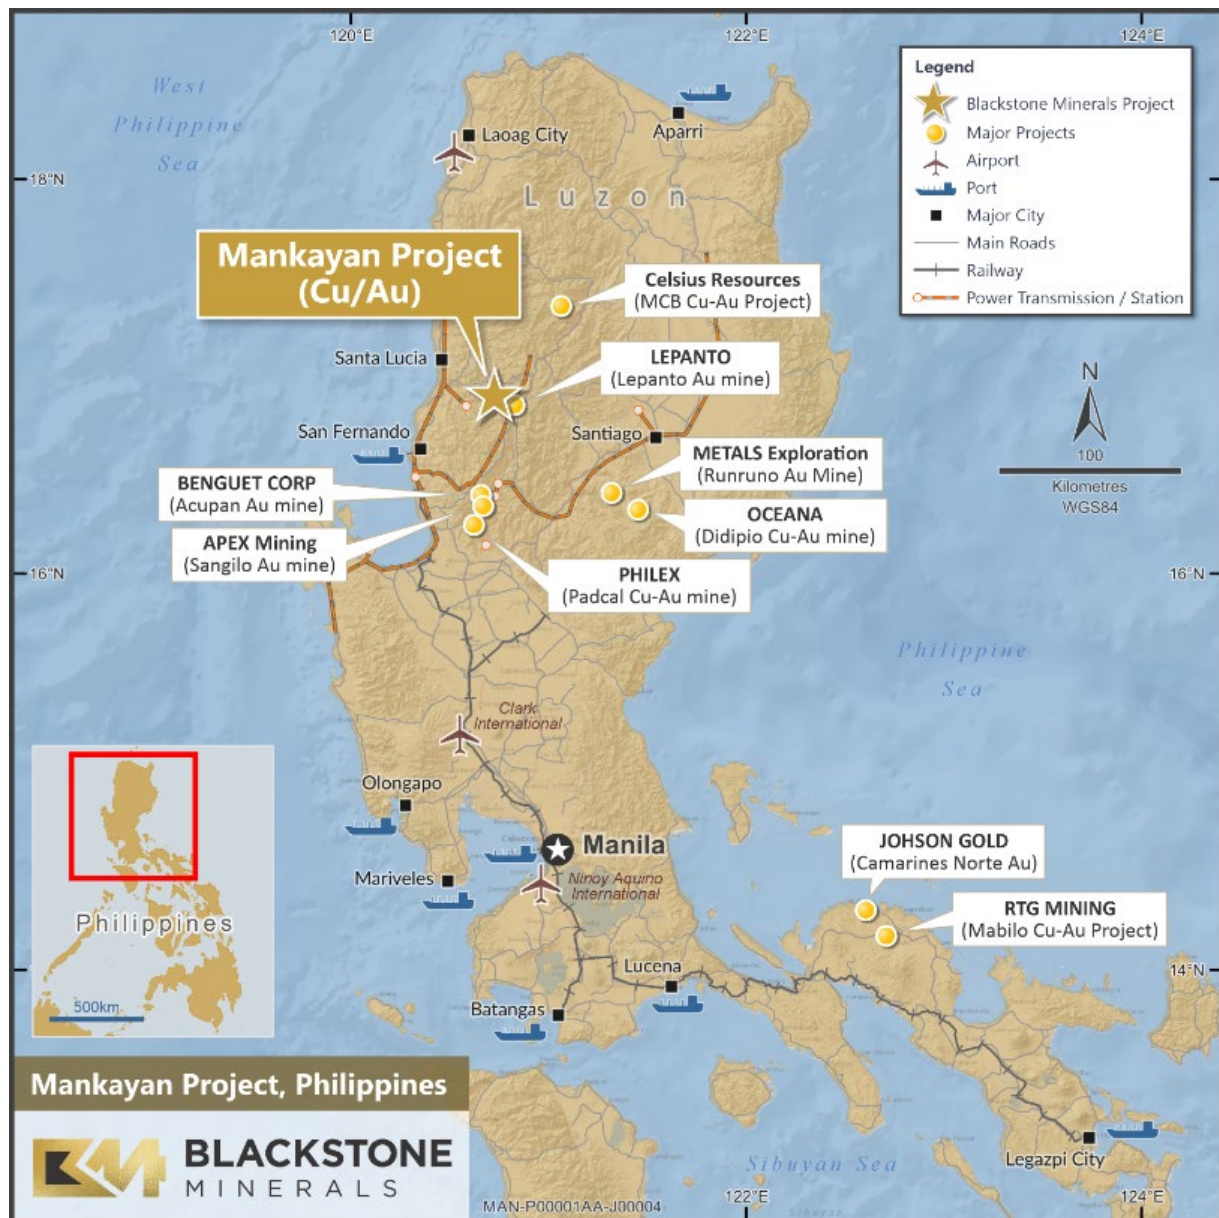 120°E
122°E
124°E
West
Philippine
Sea
Legend
Blackstone Minerals Project
Major Projects
Airport
Port
Major City
Main Roads
Railway
Power Transmission / Station
Laoag City
Aparri
18°N
Luzon
Mankayan Project
(Cu/Au)
Celsius Resources
(MCB Cu-Au Project)
Santa Lucia
LEPANTO
(Lepanto Au mine)
N
100
Kilometres
WGS84
San Fernando
Santiago
METALS Exploration
(Runruno Au Mine)
BENGUET CORP
(Acupan Au mine)
OCEANA
(Didipio Cu-Au mine)
APEX Mining
(Sangilo Au mine)
PHILEX
(Padcal Cu-Au mine)
16°N
16°N
Philippine
Sea
Clark
International
Olongapo
Manila
Mariveles
Ninoy Aquino
International
JOHSON GOLD
(Camarines Norte Au)
RTG MINING
(Mabilo Cu-Au Project)
Philippines
500km
Lucena
14°N
Batangas
Mankayan Project, Philippines
BLACKSTONE
MINERALS
Legazpi City
Sibuyan Sea
MAN-P00001AA-J00004
122°E
124°E